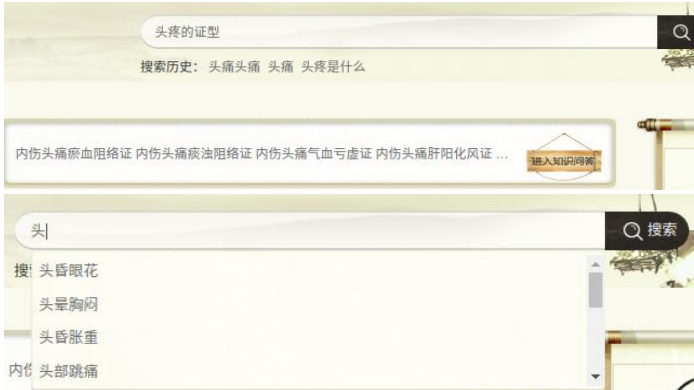 头疼的证型
搜索历史： 头痛头痛 头痛 头疼是什么
内伤头痛瘀血阻络证 内伤头痛痰浊阻络证 内伤头痛气血亏虚证 内伤头痛肝阳化风证 ...
进入知识问答
头
搜索
搜
头昏眼花
头晕胸闷
头昏胀重
内伤
头部跳痛